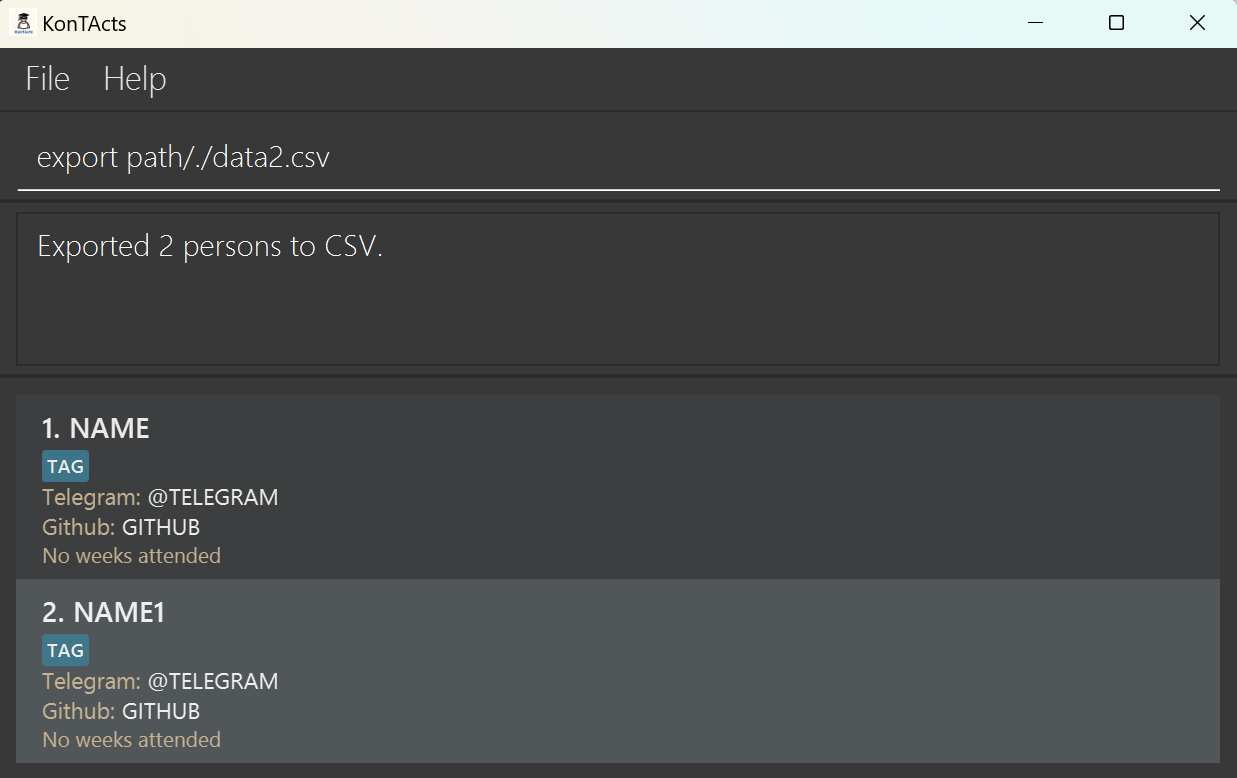 KonTActs
File Help
export path/./data2.csv
Exported 2 persons to CSV.
1. NAME
TAG
Telegram: @TELEGRAM
Github: GITHUB
No weeks attended
2. NAME1
TAG
Telegram: @TELEGRAM
Github: GITHUB
No weeks attended